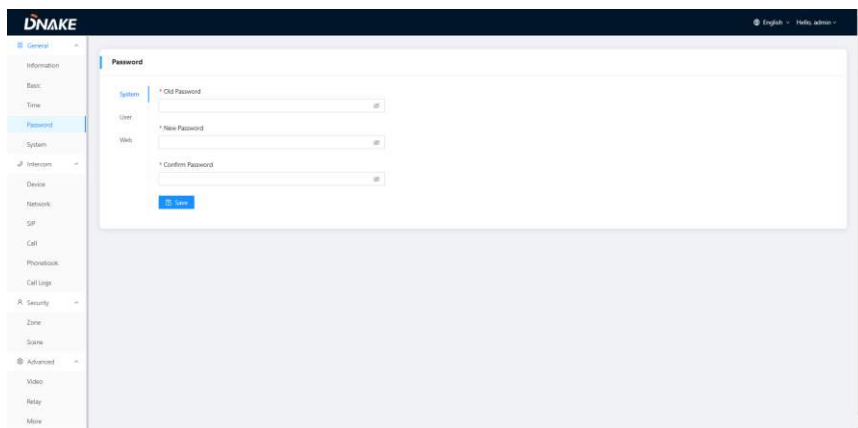 DNAKE
English
Hello, admin
General
Information
Basic
Time
Password
System
Intercom
Device
Network
SIP
Call
Phonebook
Call Logs
Security
Zone
Scene
Advanced
Video
Relay
More
Password
System
User
Web
* Old Password
* New Password
* Confirm Password
Save